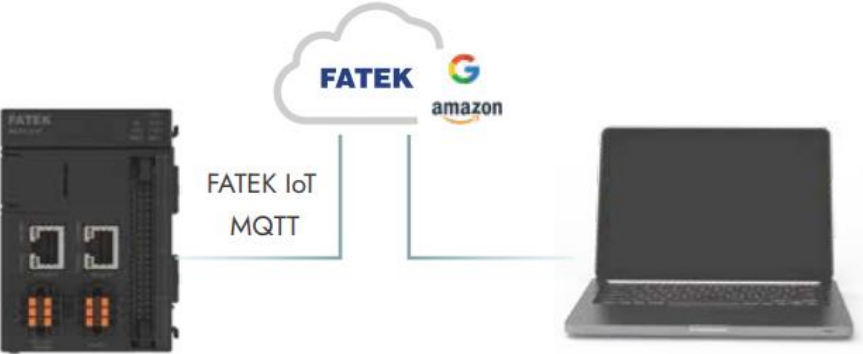 FATEK
G
amazon
FATEK
FATEK IoT
MQTT